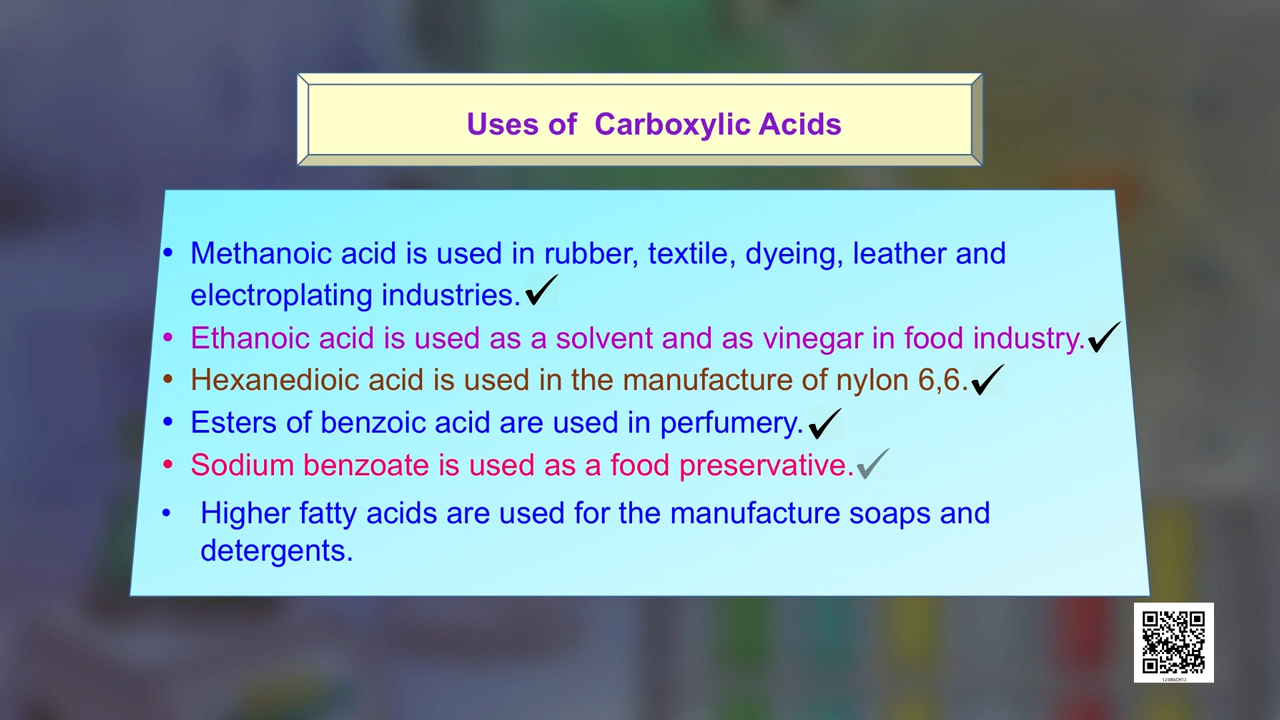 Uses of Carboxylic Acids
• Methanoic acid is used in rubber, textile, dyeing, leather and
electroplating industries.✔
• Ethanoic acid is used as a solvent and as vinegar in food industry.✔
• Hexanedioic acid is used in the manufacture of nylon 6,6.✔
• Esters of benzoic acid are used in perfumery.✔
• Sodium benzoate is used as a food preservative.✔
• Higher fatty acids are used for the manufacture soaps and
detergents.